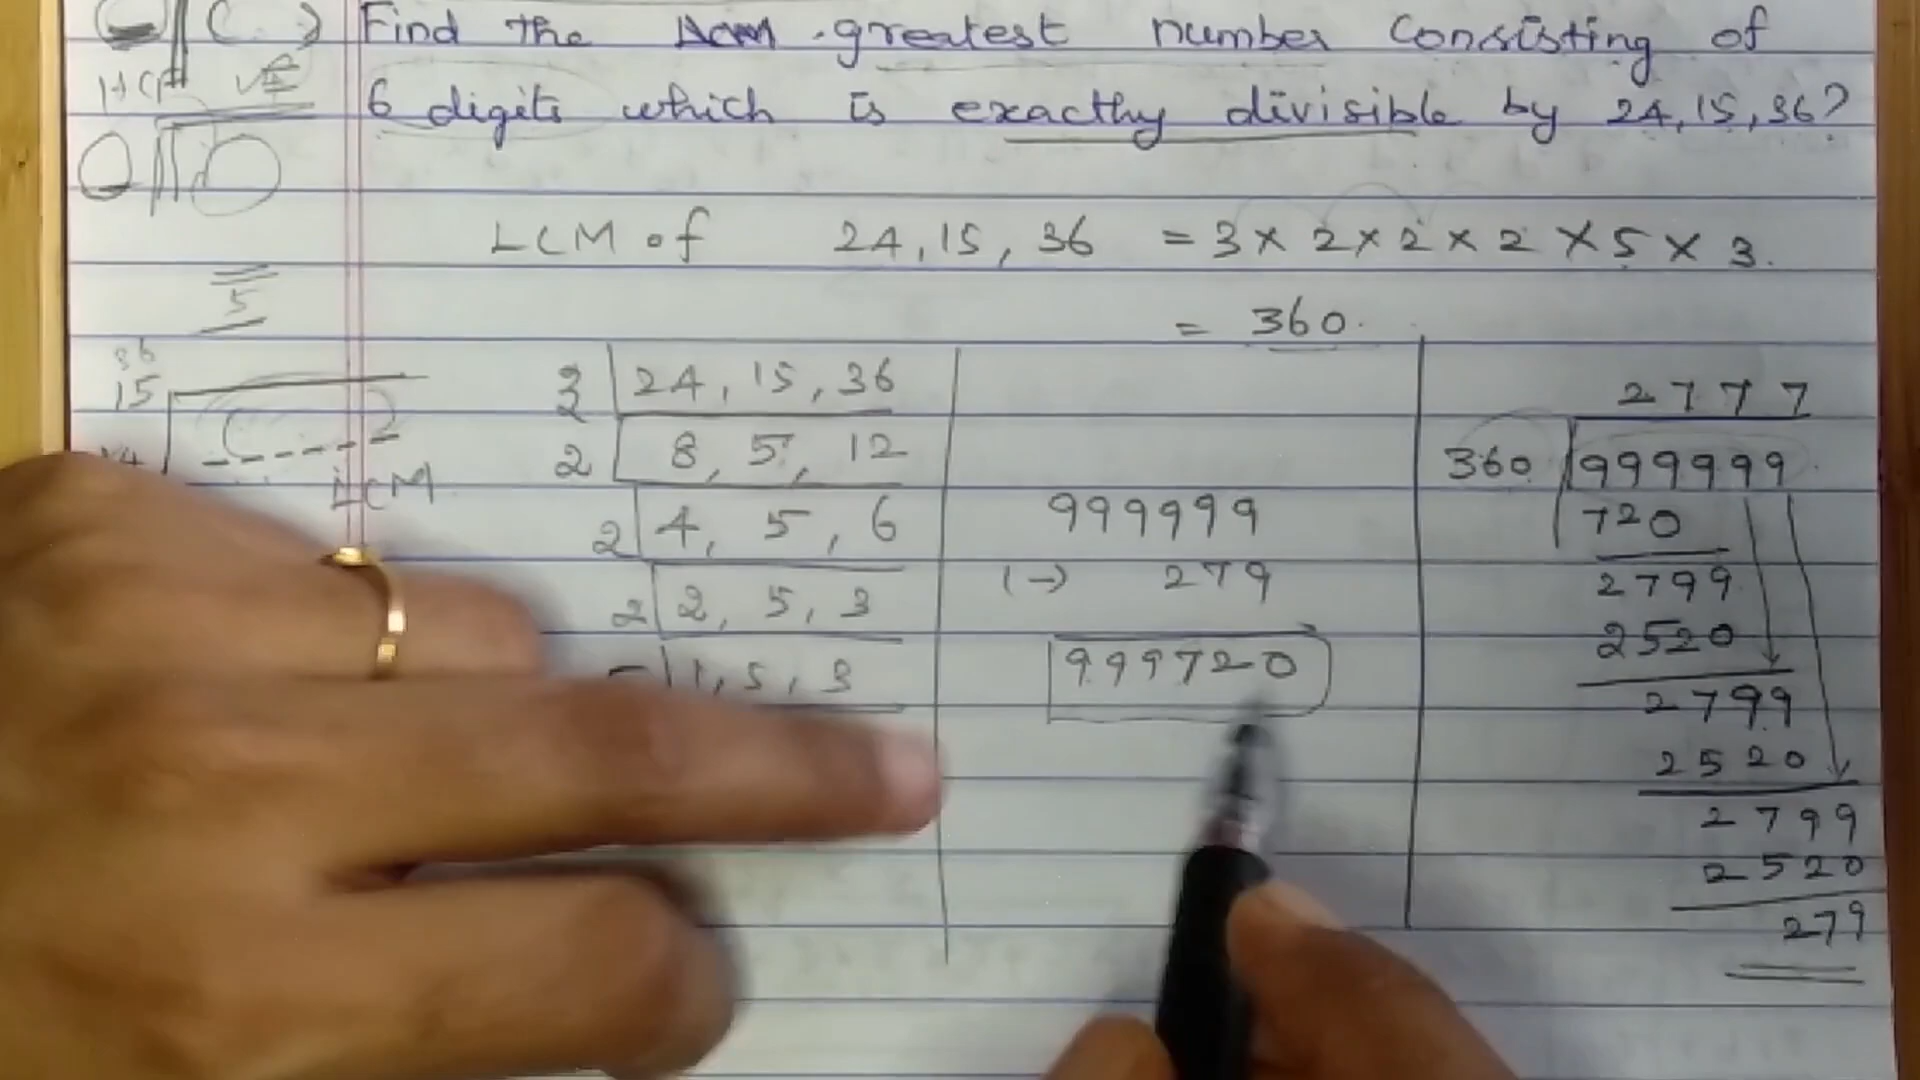 Find the greatest number consisting of
6 digits which is exactly divisible by 24, 15, 36?
HCF
LCM of 24, 15, 36 = 3 × 2 × 2 × 2 × 5 × 3.
= 360.
5
36
15
LCM
3 | 24, 15, 36
2 | 8, 5, 12
2 | 4, 5, 6
2 | 2, 5, 3
1, 5, 3
999999
(-) 279
999720
2777
360 999999
720
2799
2520
2799
2520
2799
2520
279